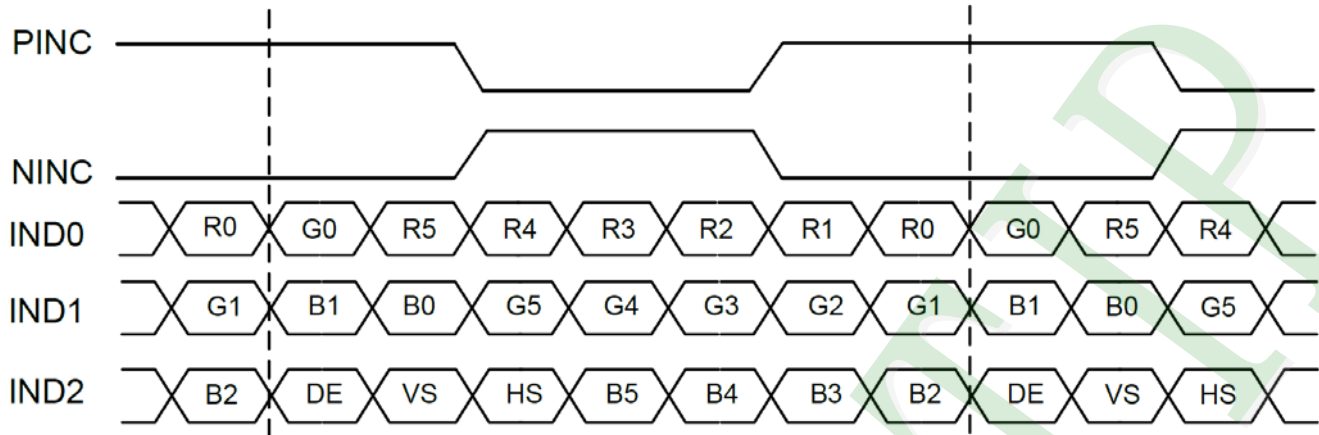 PINC
NINC
IND0 R0 G0 R5 R4 R3 R2 R1 R0 G0 R5 R4
IND1 G1 B1 B0 G5 G4 G3 G2 G1 B1 B0 G5
IND2 B2 DE VS HS B5 B4 B3 B2 DE VS HS